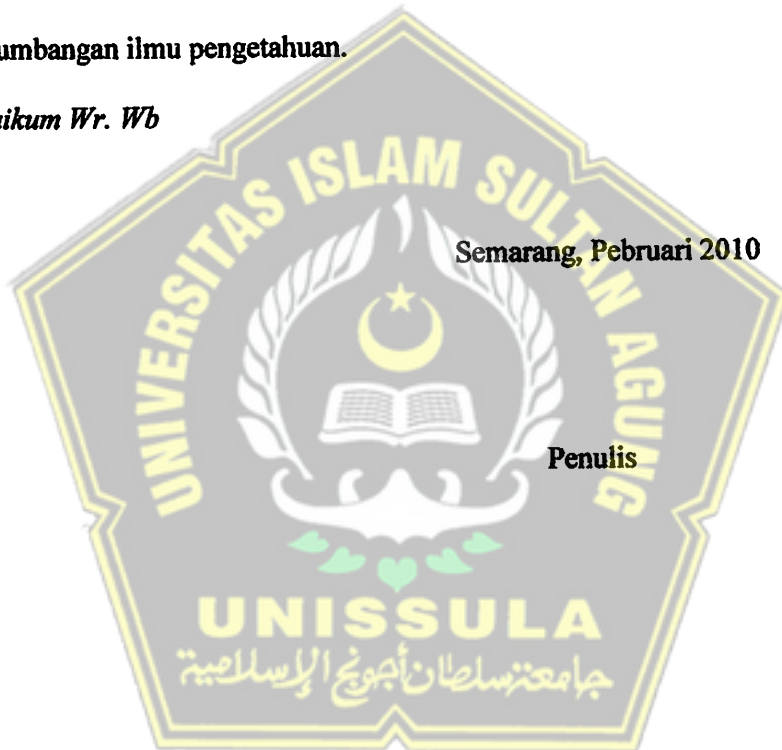 umbangan ilmu pengetahuan.
ikum Wr. Wb
Semarang, Pebruari 2010
Penulis
UNIVERSITAS ISLAM SULTAN AGUNG
UNISSULA
جامعة سلطان أجونج الإسلامية